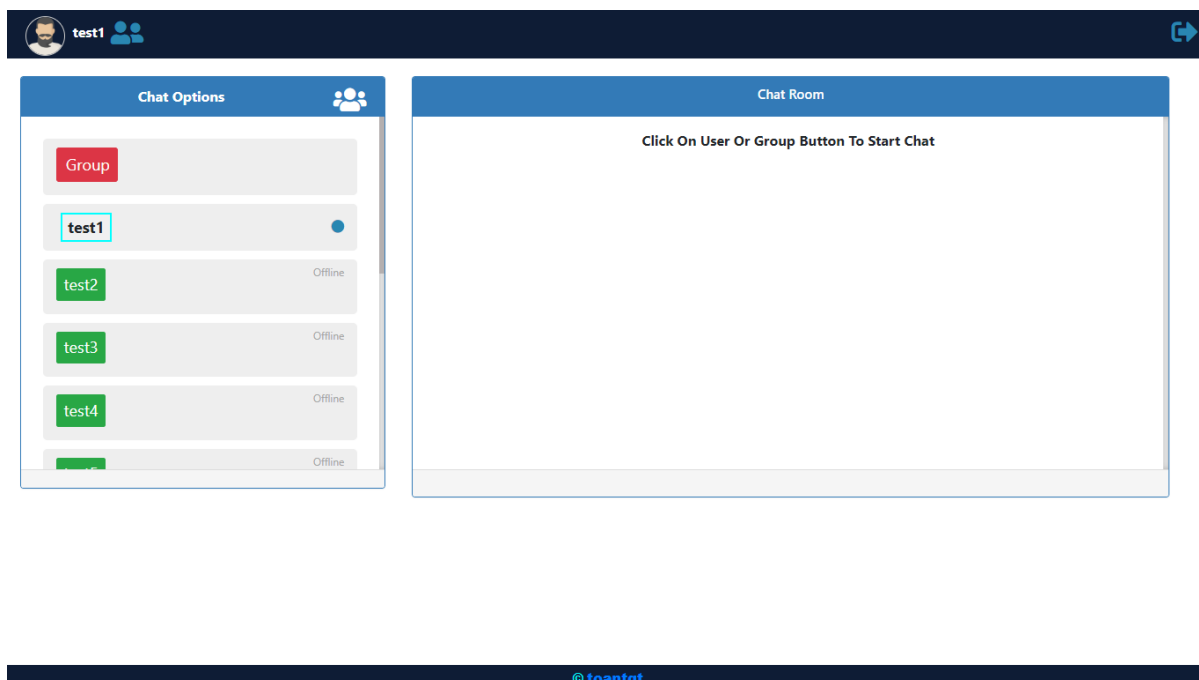 test1
Chat Options
Chat Room
Click On User Or Group Button To Start Chat
Group
test1
Offline
test2
Offline
test3
Offline
test4
Offline
© toantgt